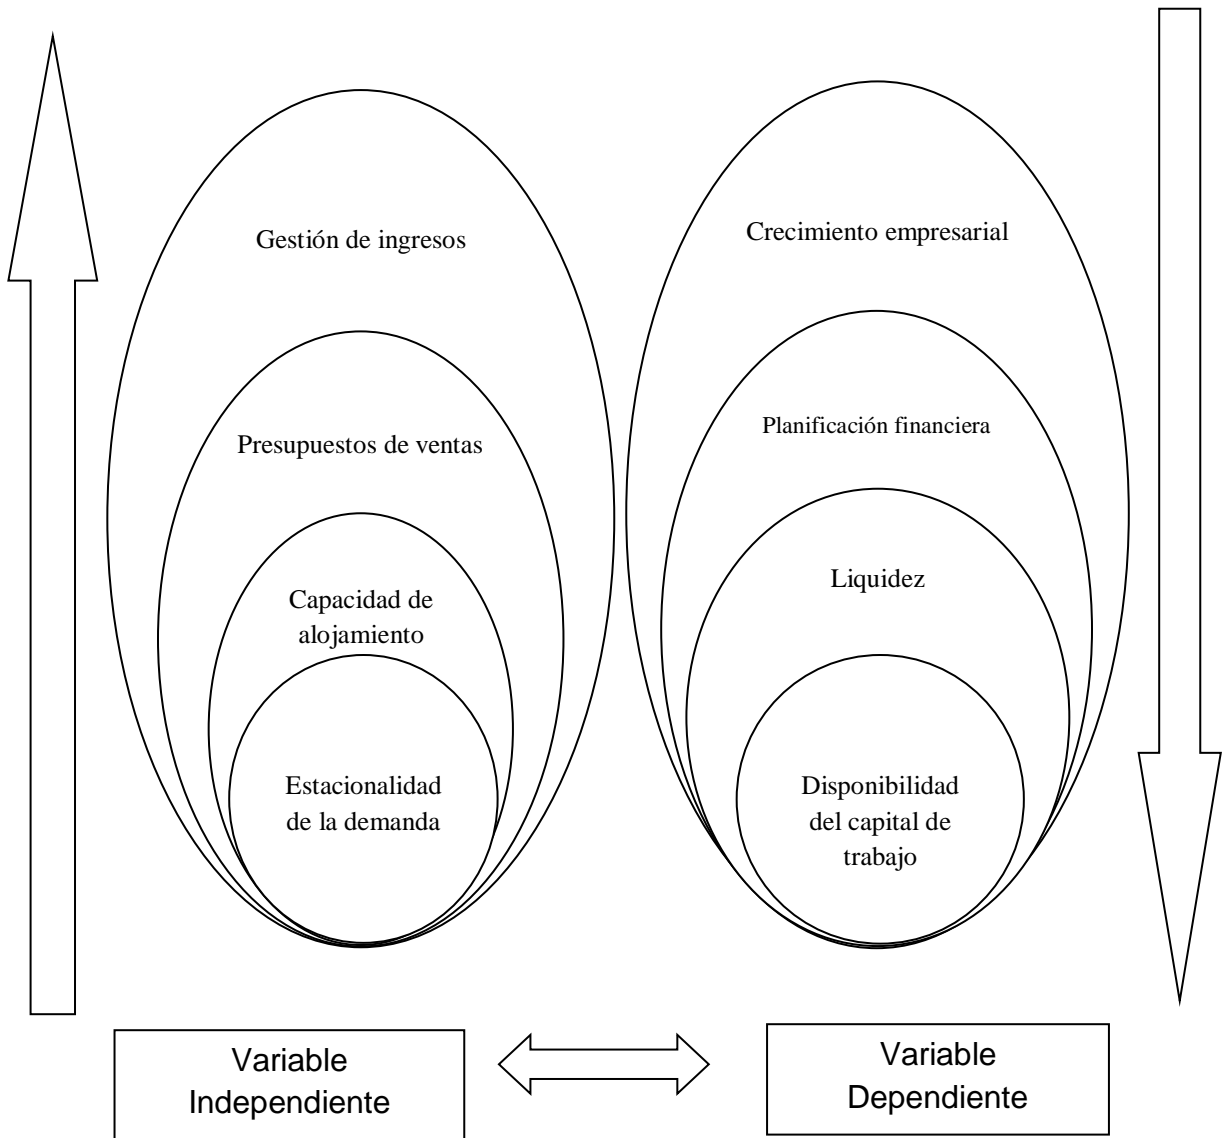 Gestión de ingresos
Presupuestos de ventas
Capacidad de
alojamiento
Estacionalidad
de la demanda
Crecimiento empresarial
Planificación financiera
Liquidez
Disponibilidad
del capital de
trabajo
Variable
Independiente
Variable
Dependiente